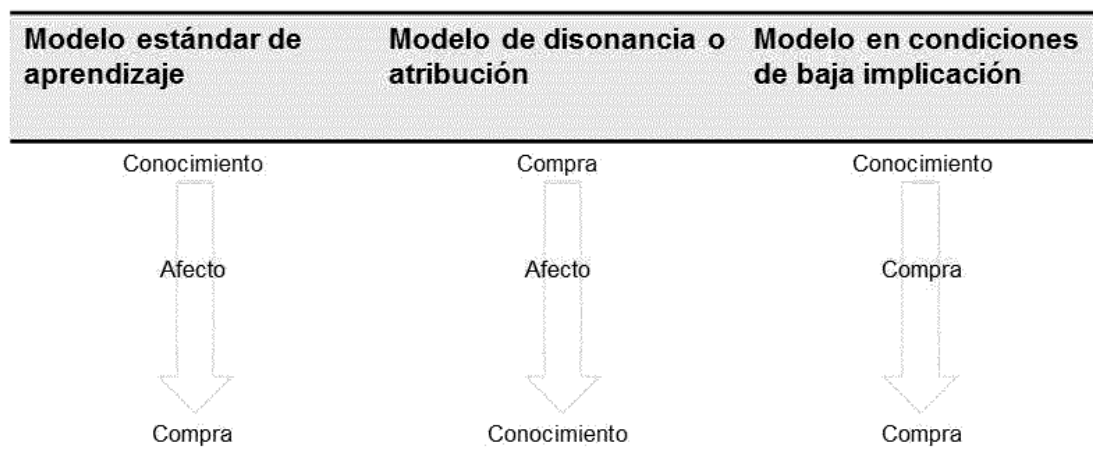 Modelo estándar de
aprendizaje
Modelo de disonancia o
atribución
Modelo en condiciones
de baja implicación
Conocimiento
Compra
Conocimiento
Afecto
Afecto
Compra
Compra
Conocimiento
Compra